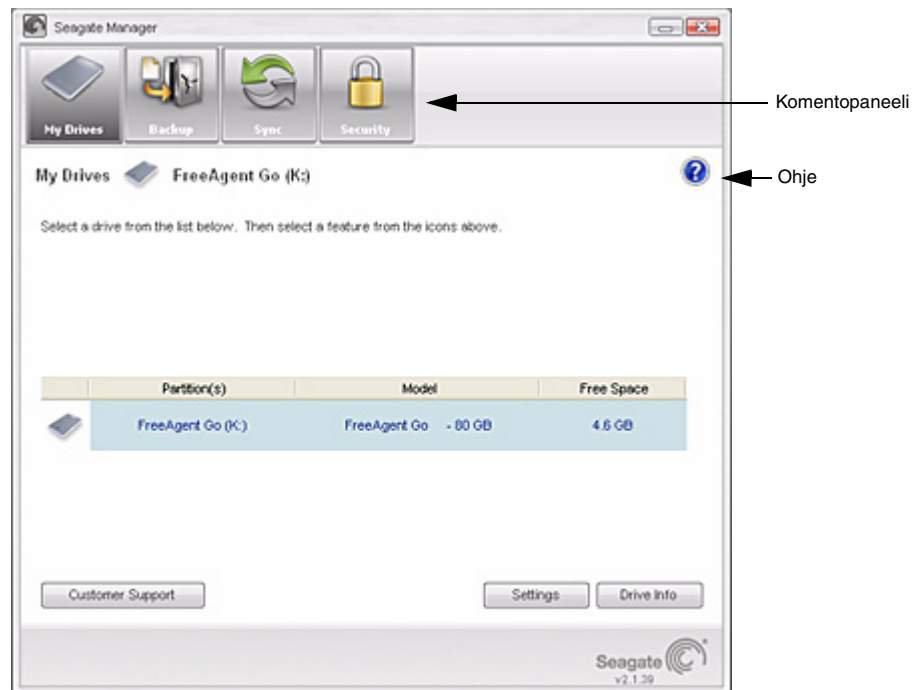 Seagate Manager
My Drives
Backup
Sync
Security
Komentopaneeli
My Drives FreeAgent Go (K:)
?
Ohje
Select a drive from the list below. Then select a feature from the icons above.
Partition(s) Model Free Space
FreeAgent Go (K:) FreeAgent Go - 80 GB 4.6 GB
Customer Support Settings Drive Info
Seagate
v2.1.39